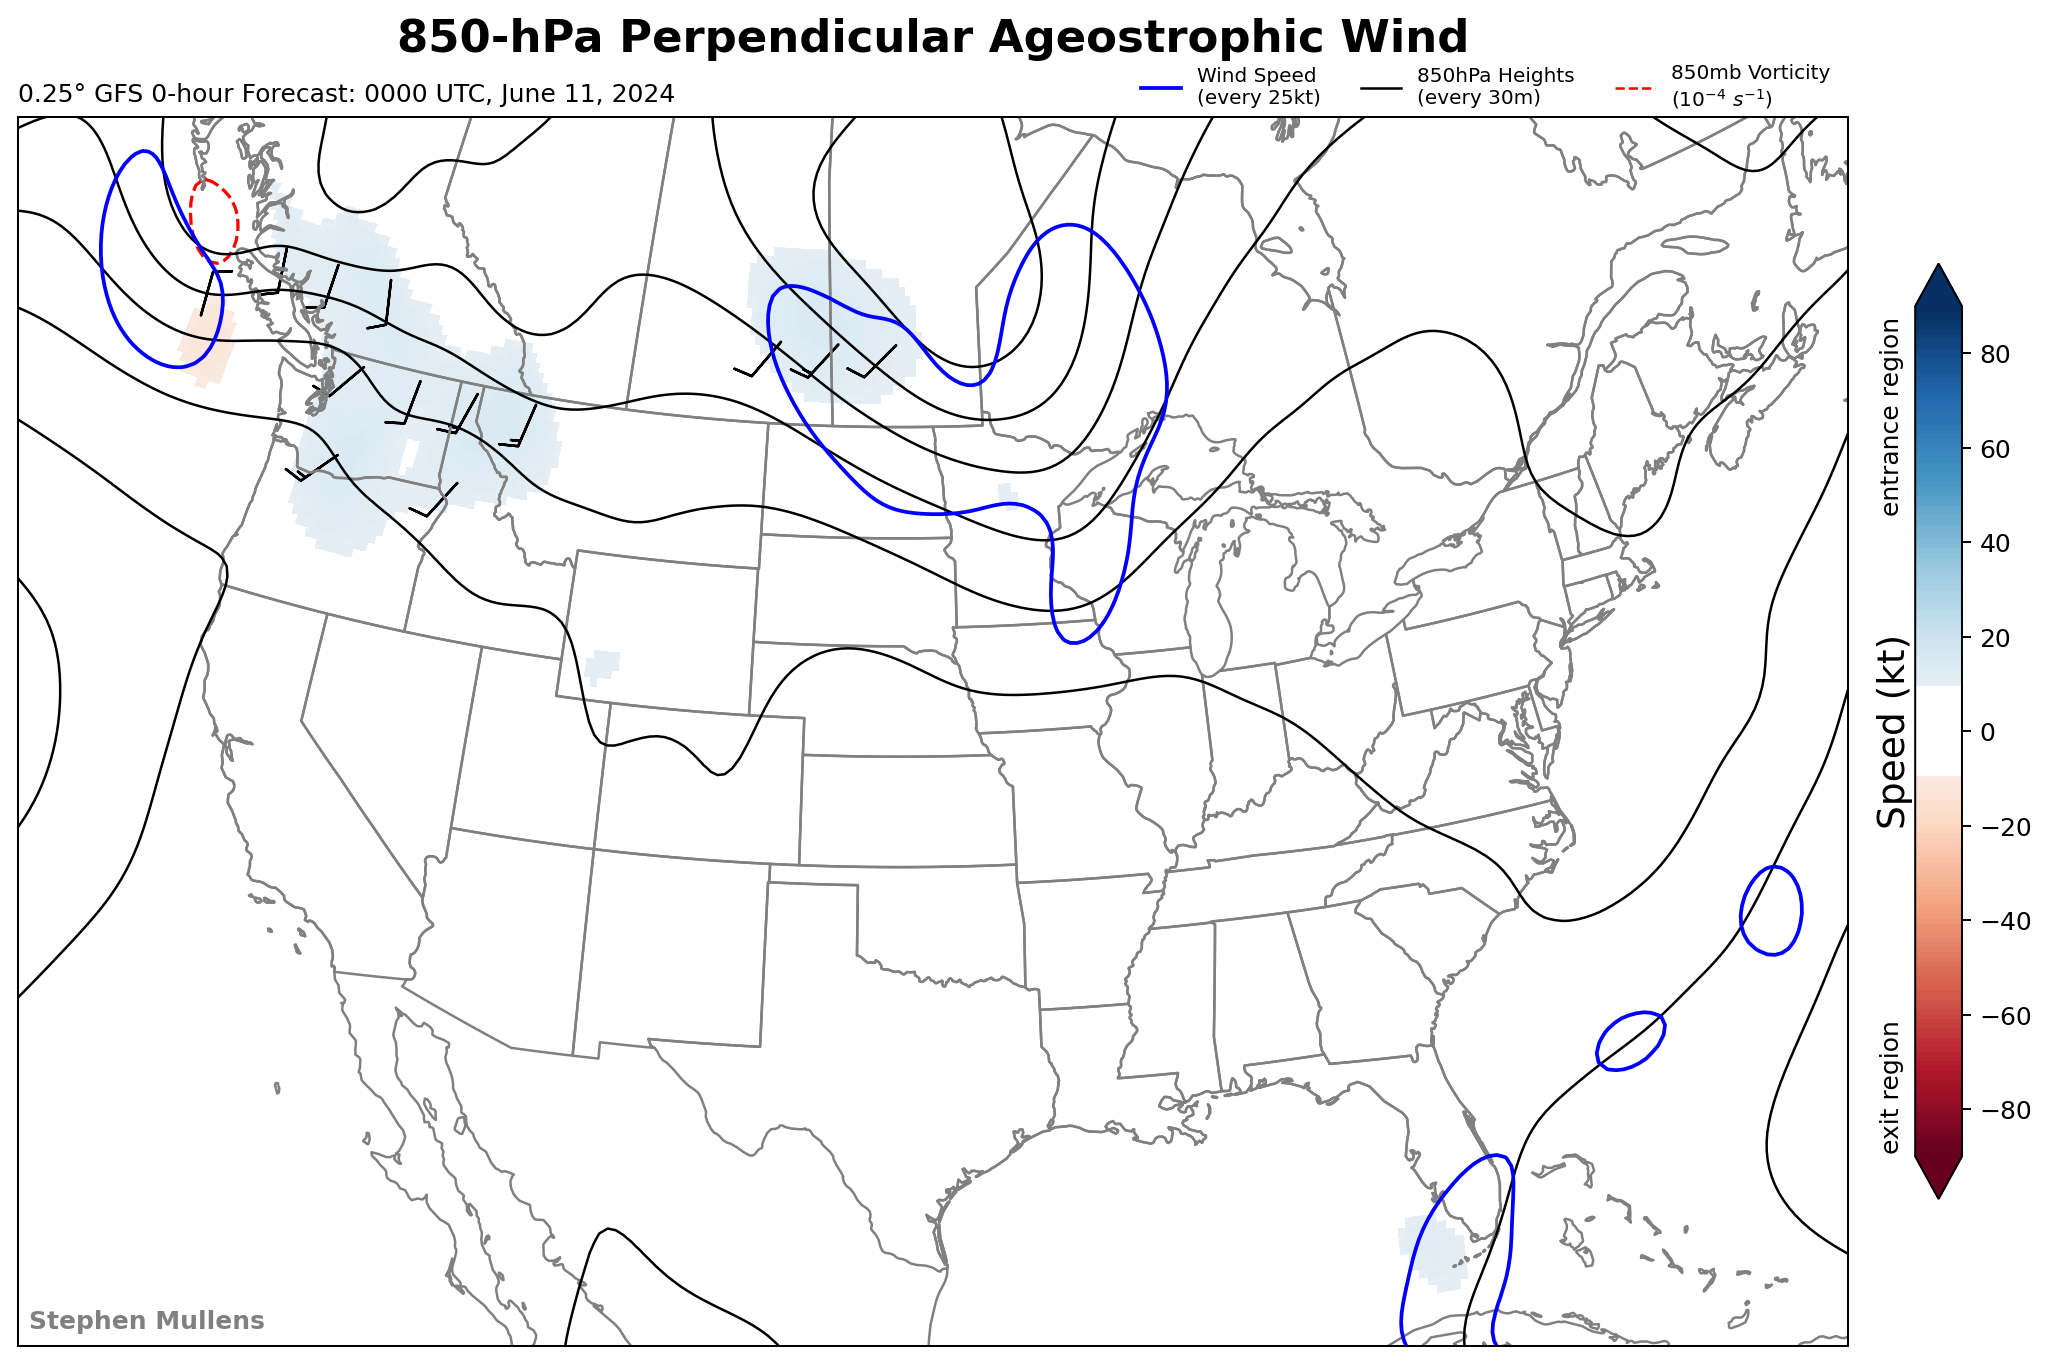 850-hPa Perpendicular Ageostrophic Wind
0.25° GFS 0-hour Forecast: 0000 UTC, June 11, 2024
Wind Speed
(every 25kt)
850hPa Heights
(every 30m)
850mb Vorticity
(10⁻⁴ s⁻¹)
entrance region
Speed (kt)
exit region
80
60
40
20
0
−20
−40
−60
−80
Stephen Mullens